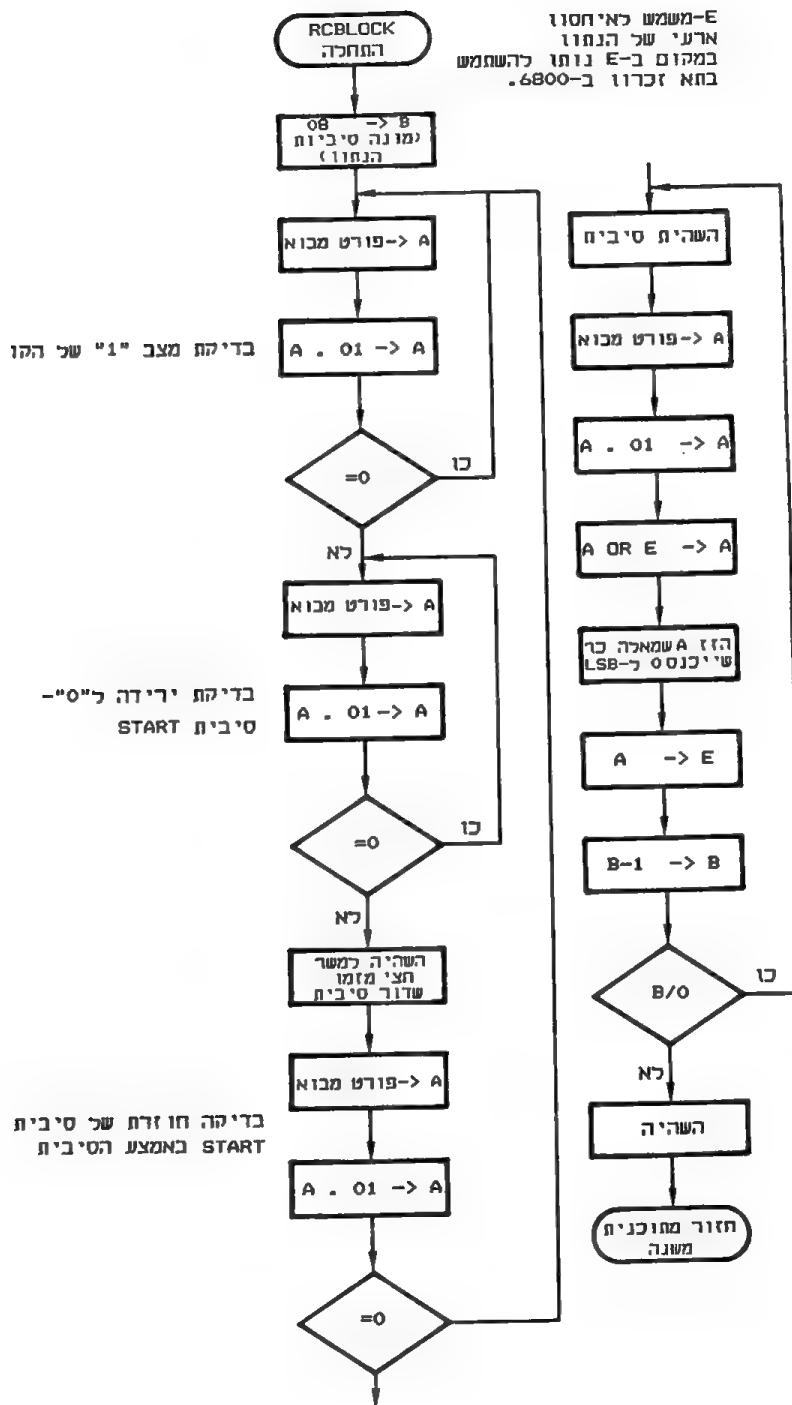 RCBLOCK
התחלה
08 -> B
(מונה סיביות
הנתון)
פורט מבוא -> A
A . 01 -> A
בדיקת מצב "1" של הקו
=0
כן
לא
פורט מבוא -> A
A . 01 -> A
בדיקת ירידה ל"0"-
סיבית START
=0
כן
לא
השהיה למשך
חצי מזמן
שדור סיבית
פורט מבוא -> A
A . 01 -> A
בדיקה חוזרת של סיבית
START באמצע הסיבית
=0
E-משמש לאיחסון
ארעי של הנתון
במקום ב-E נותן להשתמש
בתא זכרון ב-6800.
השהית סיבית
פורט מבוא -> A
A . 01 -> A
A OR E -> A
הזז A שמאלה כך
שייכנס 0 ל-LSB
A -> E
B-1 -> B
B/0
כן
לא
השהיה
חזור מתוכנית
משנה